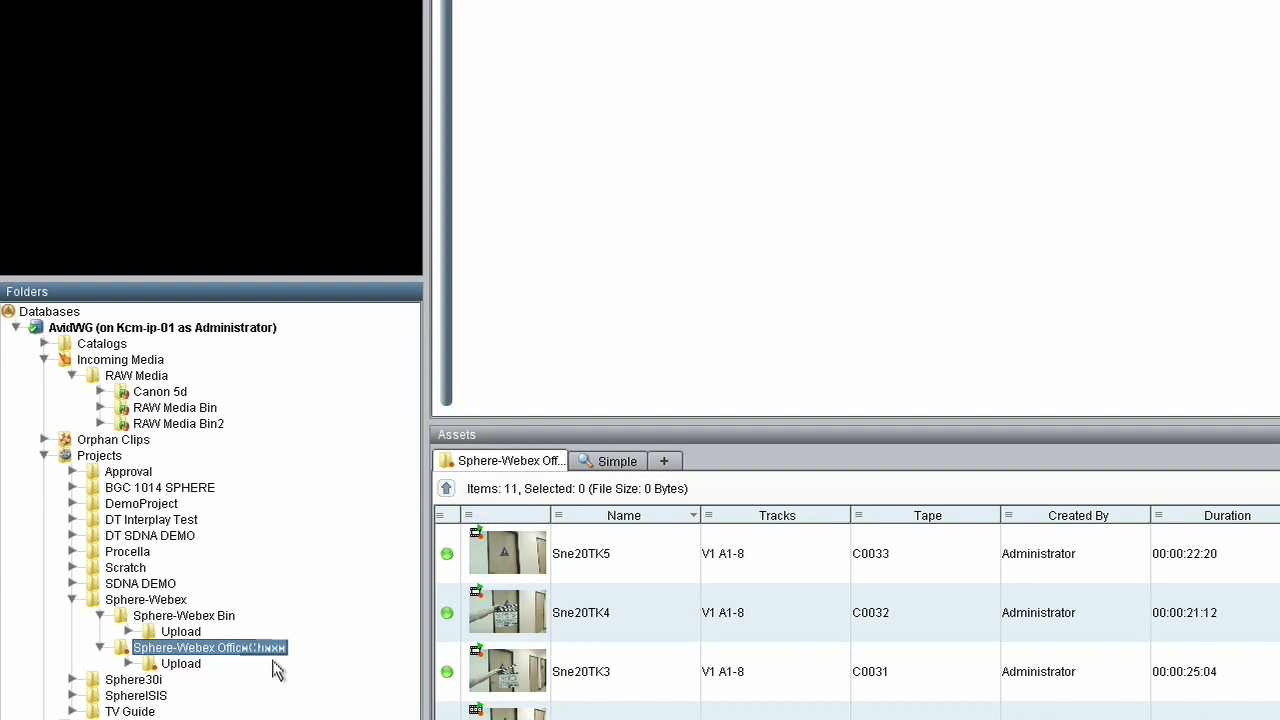 Folders
Databases
AvidWG (on Kcm-ip-01 as Administrator)
Catalogs
Incoming Media
RAW Media
Canon 5d
RAW Media Bin
RAW Media Bin2
Orphan Clips
Projects
Approval
BGC 1014 SPHERE
DemoProject
DT Interplay Test
DT SDNA DEMO
Procella
Scratch
SDNA DEMO
Sphere-Webex
Sphere-Webex Bin
Upload
Sphere-Webex
Upload
Sphere30i
SphereISIS
TV Guide
Assets
Sphere-Webex Off... Simple +
Items: 11, Selected: 0 (File Size: 0 Bytes)
Name Tracks Tape Created By Duration
Sne20TK5 V1 A1-8 C0033 Administrator 00:00:22:20
Sne20TK4 V1 A1-8 C0032 Administrator 00:00:21:12
Sne20TK3 V1 A1-8 C0031 Administrator 00:00:25:04